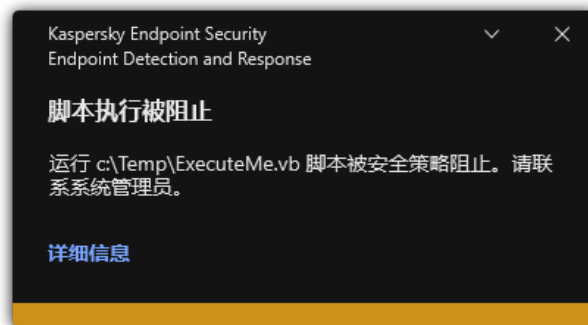 Kaspersky Endpoint Security
Endpoint Detection and Response
脚本执行被阻止
运行 c:\Temp\ExecuteMe.vb 脚本被安全策略阻止。请联
系系统管理员。
详细信息